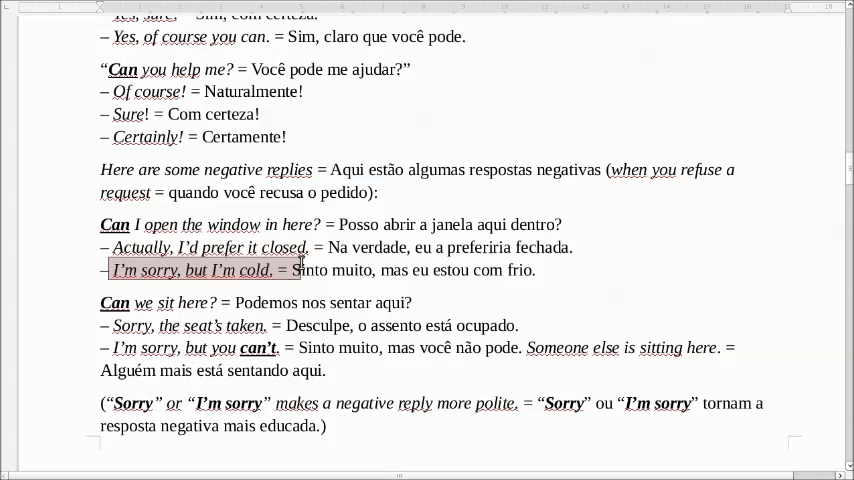 – Yes, sure! = Sim, com certeza.
– Yes, of course you can. = Sim, claro que você pode.
“Can you help me? = Você pode me ajudar?”
– Of course! = Naturalmente!
– Sure! = Com certeza!
– Certainly! = Certamente!
Here are some negative replies = Aqui estão algumas respostas negativas (when you refuse a
request = quando você recusa o pedido):
Can I open the window in here? = Posso abrir a janela aqui dentro?
– Actually, I’d prefer it closed. = Na verdade, eu a preferiria fechada.
– I’m sorry, but I’m cold. = Sinto muito, mas eu estou com frio.
Can we sit here? = Podemos nos sentar aqui?
– Sorry, the seat’s taken. = Desculpe, o assento está ocupado.
– I’m sorry, but you can’t. = Sinto muito, mas você não pode. Someone else is sitting here. =
Alguém mais está sentando aqui.
(“Sorry” or “I’m sorry” makes a negative reply more polite. = “Sorry” ou “I’m sorry” tornam a
resposta negativa mais educada.)